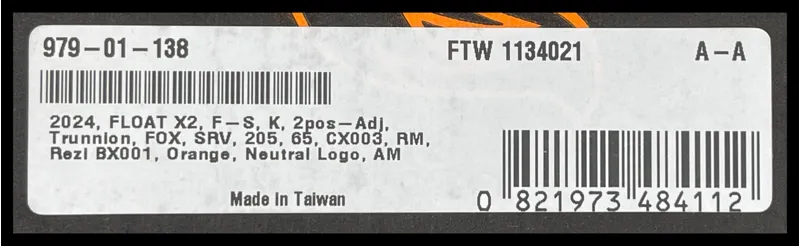 979-01-138 FTW 1134021 A-A
2024, FLOAT X2, F-S, K, 2pos-Adj,
Trunnion, FOX, SRV, 205, 65, CX003, RM,
Rezi BX001, Orange, Neutral Logo, AM
Made in Taiwan
0 821973 484112